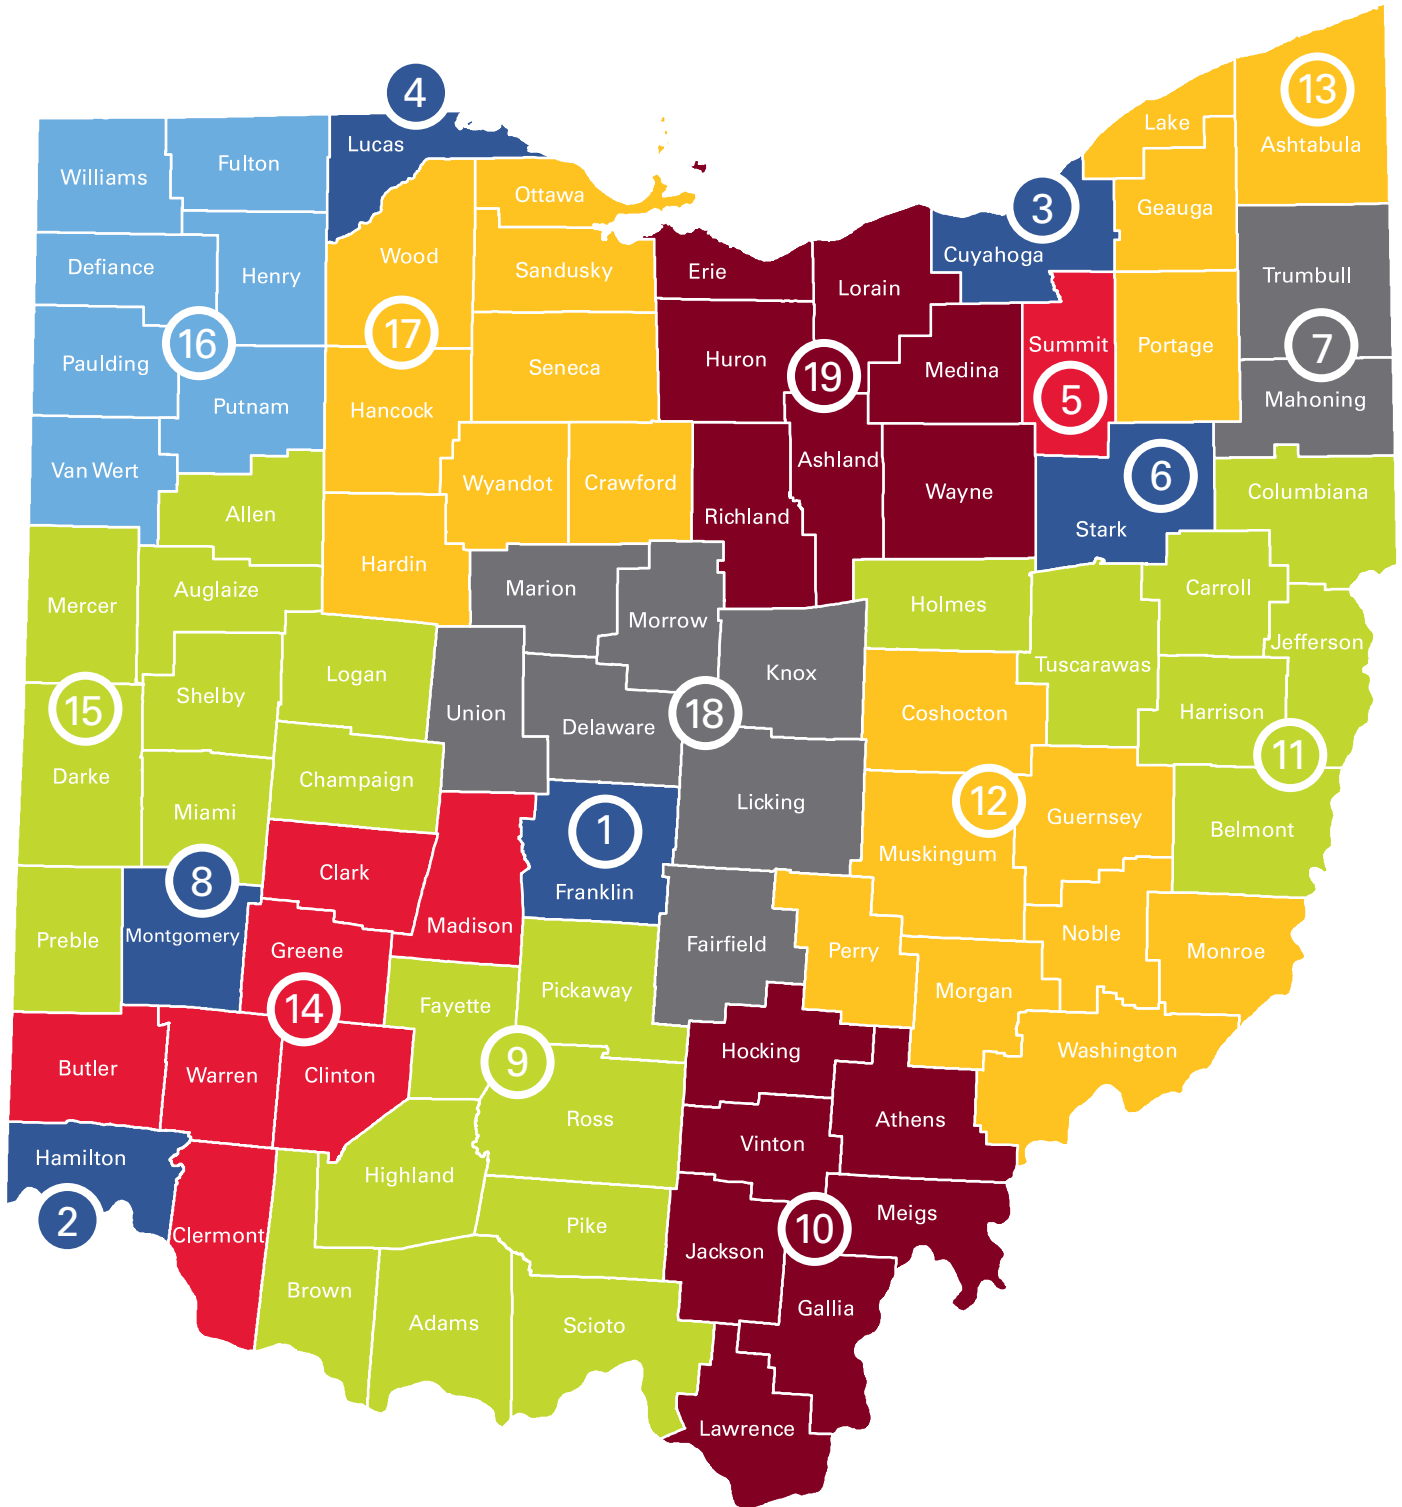 13
4
Lake
Lucas
Ashtabula
Fulton
Williams
Ottawa
3
Geauga
Wood
Cuyahoga
Defiance
Henry
Sandusky
Erie
Trumbull
Lorain
17
16
Summit
Portage
7
Paulding
Huron
Seneca
Medina
19
5
Mahoning
Putnam
Hancock
Van Wert
Ashland
6
Wyandot
Crawford
Wayne
Columbiana
Allen
Richland
Stark
Hardin
Marion
Auglaize
Carroll
Mercer
Holmes
Morrow
Jefferson
Tuscarawas
Logan
Knox
Shelby
15
Union
18
Coshocton
Harrison
Delaware
11
Darke
Champaign
Licking
12
Miami
Guernsey
1
Belmont
Muskingum
Clark
8
Franklin
Madison
Montgomery
Preble
Greene
Fairfield
Perry
Noble
Monroe
Pickaway
Morgan
Fayette
14
Hocking
Washington
9
Butler
Warren
Clinton
Ross
Athens
Vinton
Hamilton
Highland
2
Pike
Meigs
10
Clermont
Jackson
Brown
Gallia
Adams
Scioto
Lawrence